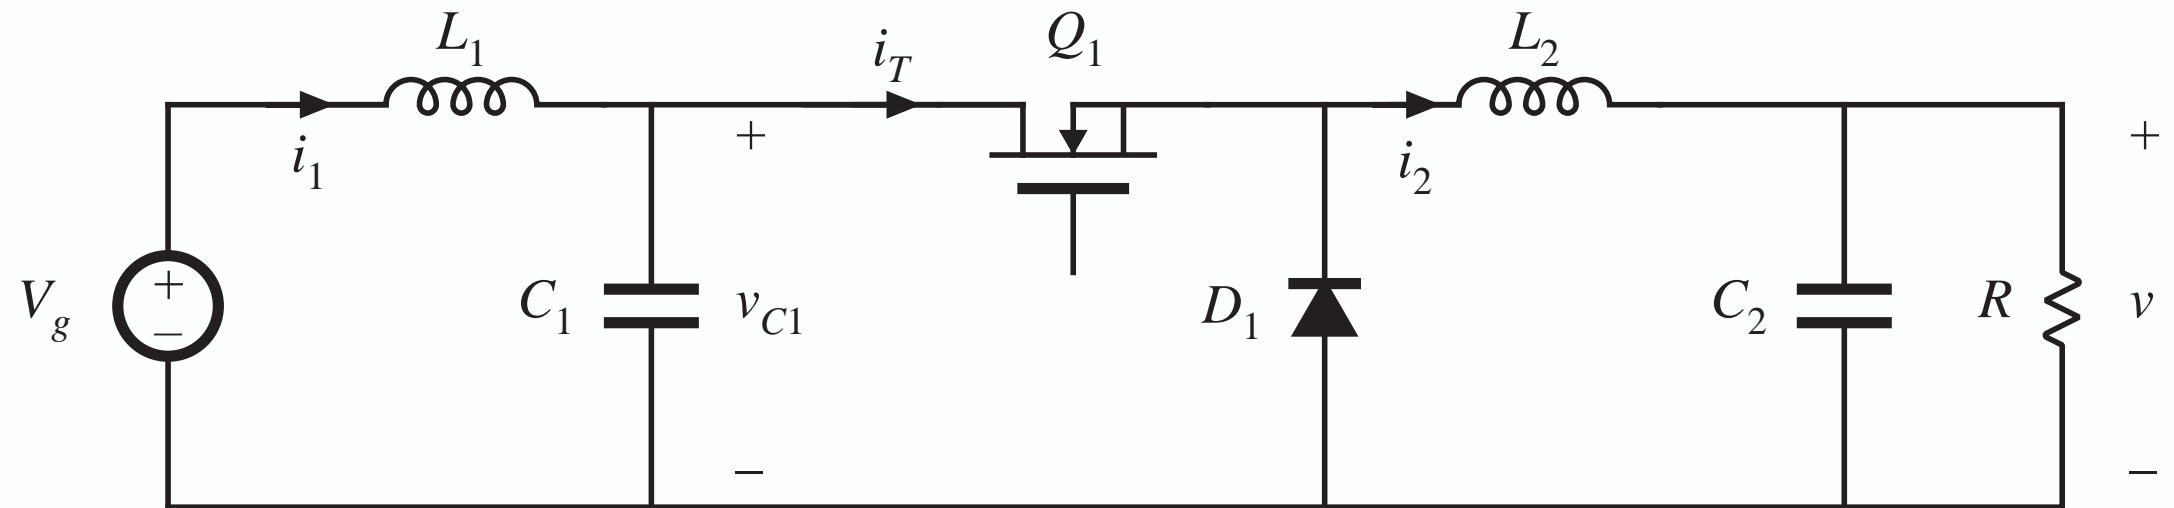 L1
iT
Q1
L2
i1
+
i2
+
Vg
+
–
C1
vC1
D1
C2
R
v
–
–